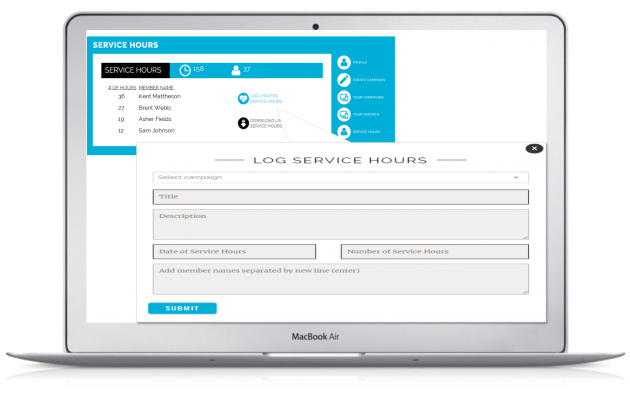 SERVICE HOURS
SERVICE HOURS 158 37
# OF HOURS MEMBER NAME
36 Kent Mattheson
27 Brent Webb
19 Asher Fields
12 Sam Johnson
LOG CHAPTER
SERVICE HOURS
DOWNLOAD
SERVICE HOURS
PROFILE
CREATE CAMPAIGN
YOUR CAMPAIGNS
YOUR REPORTS
SERVICE HOURS
LOG SERVICE HOURS
Select campaign
Title
Description
Date of Service Hours
Number of Service Hours
Add member names separated by new line (enter)
SUBMIT
MacBook Air